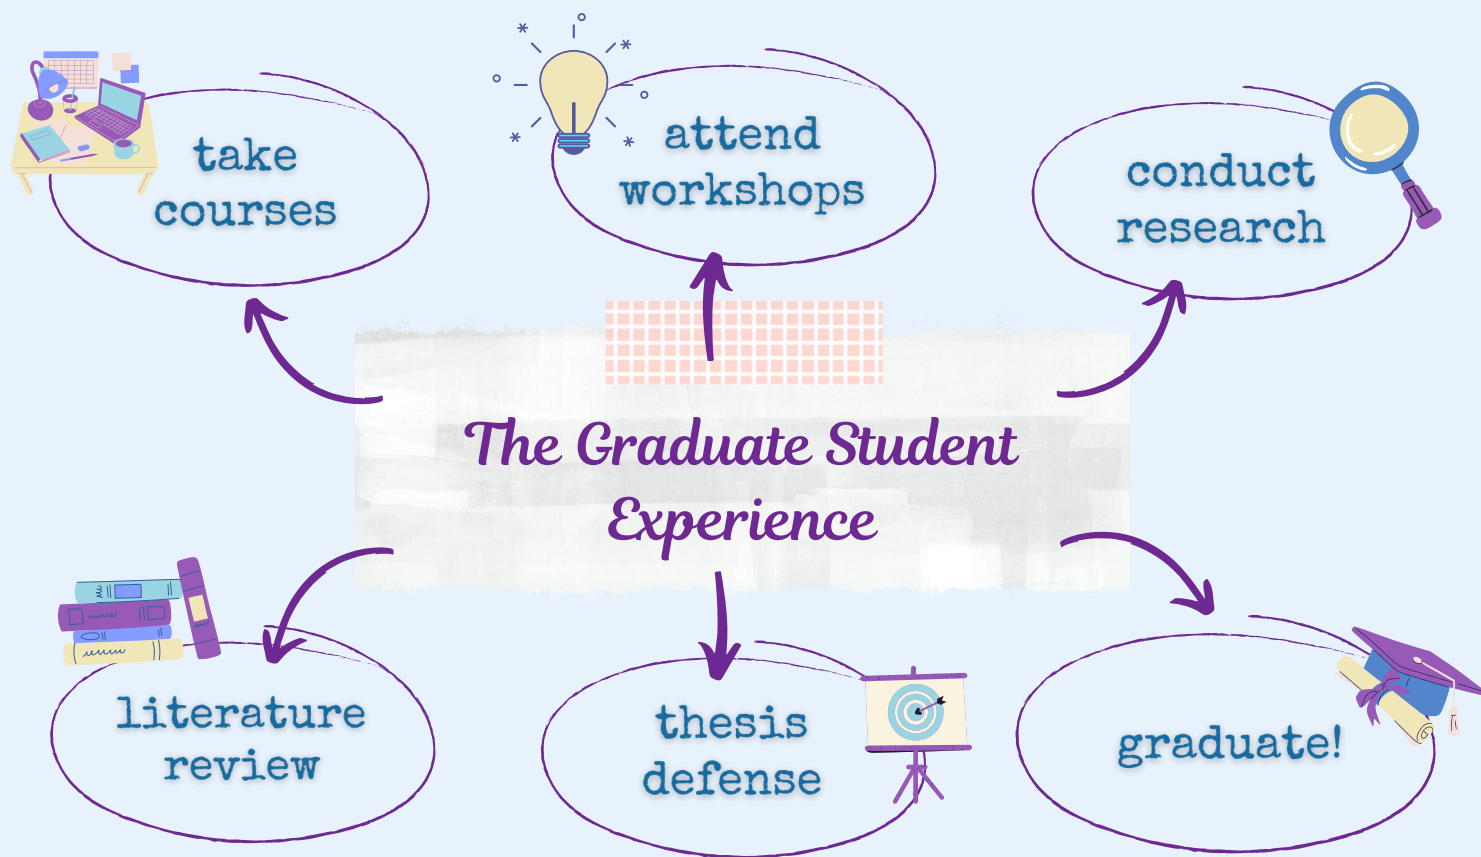 take
courses
attend
workshops
conduct
research
The Graduate Student
Experience
literature
review
thesis
defense
graduate!